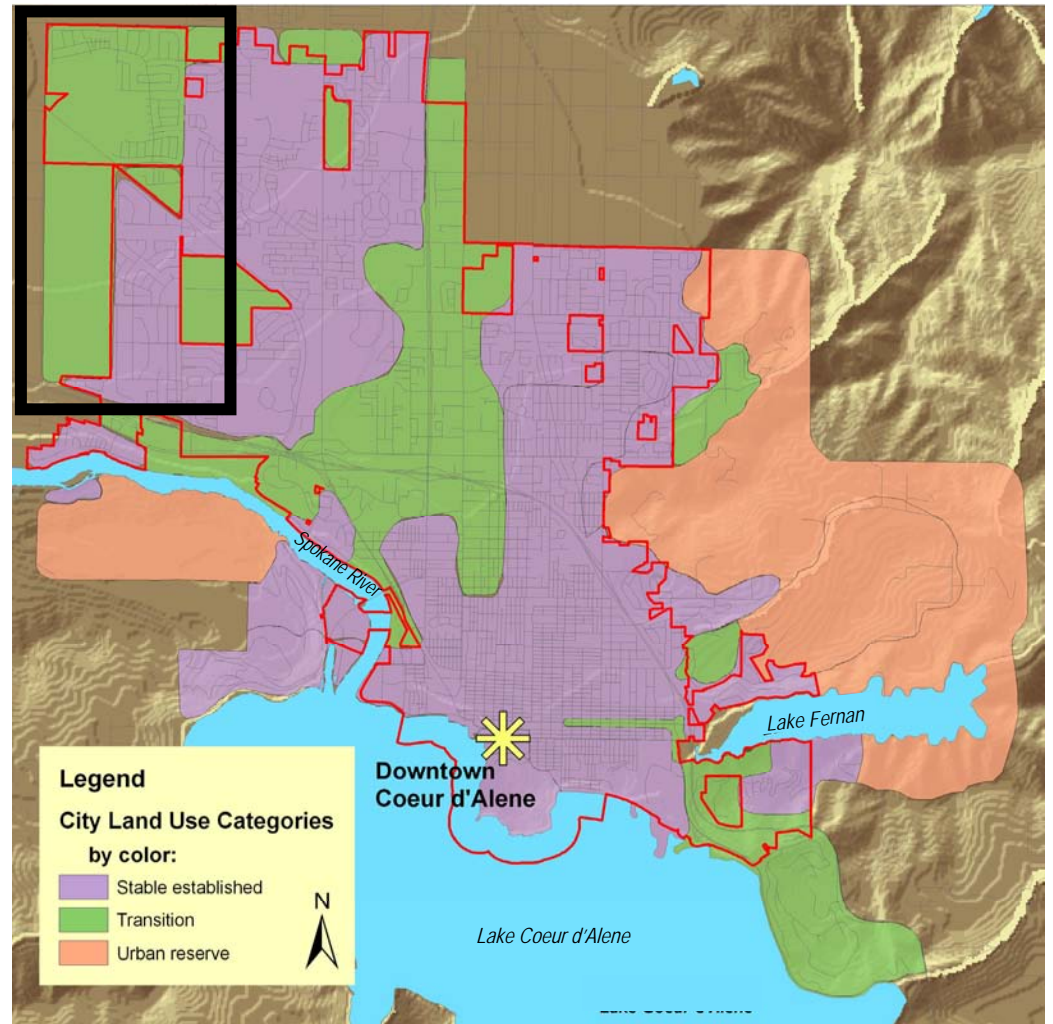 Spokane River
Lake Fernan
Downtown
Coeur d'Alene
Legend
City Land Use Categories
by color:
Stable established
Transition
Urban reserve
N
Lake Coeur d'Alene